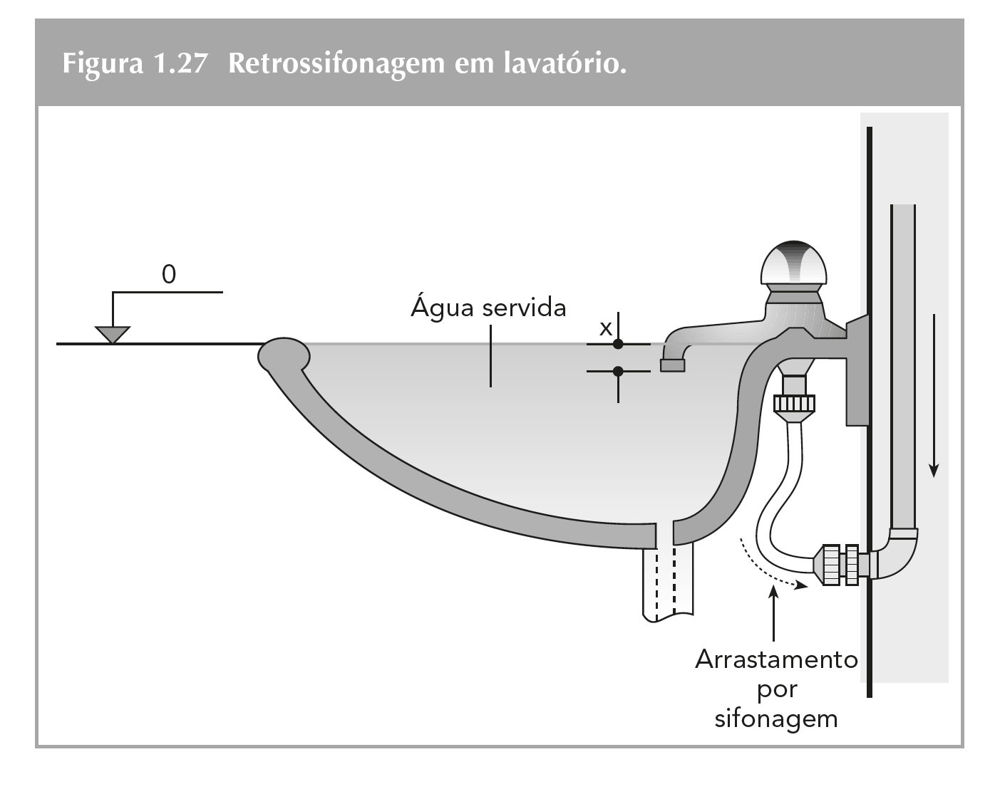 Figura 1.27 Retrossifonagem em lavatório.
0
Água servida
x
Arrastamento
por
sifonagem